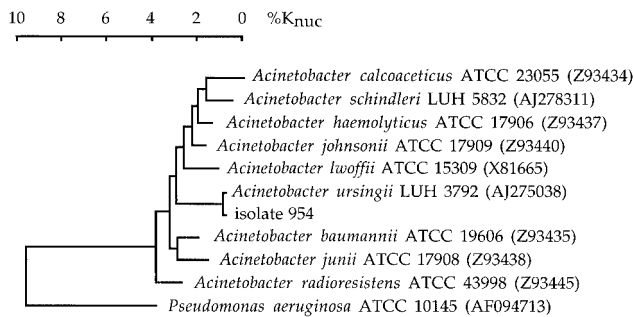 10 8 6 4 2 0 %Knuc
Acinetobacter calcoaceticus ATCC 23055 (Z93434)
Acinetobacter schindleri LUH 5832 (AJ278311)
Acinetobacter haemolyticus ATCC 17906 (Z93437)
Acinetobacter johnsonii ATCC 17909 (Z93440)
Acinetobacter lwoffii ATCC 15309 (X81665)
Acinetobacter ursingii LUH 3792 (AJ275038)
isolate 954
Acinetobacter baumannii ATCC 19606 (Z93435)
Acinetobacter junii ATCC 17908 (Z93438)
Acinetobacter radioresistens ATCC 43998 (Z93445)
Pseudomonas aeruginosa ATCC 10145 (AF094713)